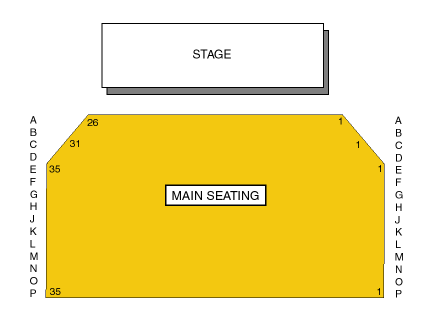 STAGE
A 26 1 A
B B
C 31 1 C
D D
E 35 1 E
F F
G G
H MAIN SEATING H
J J
K K
L L
M M
N N
O O
P 35 1 P